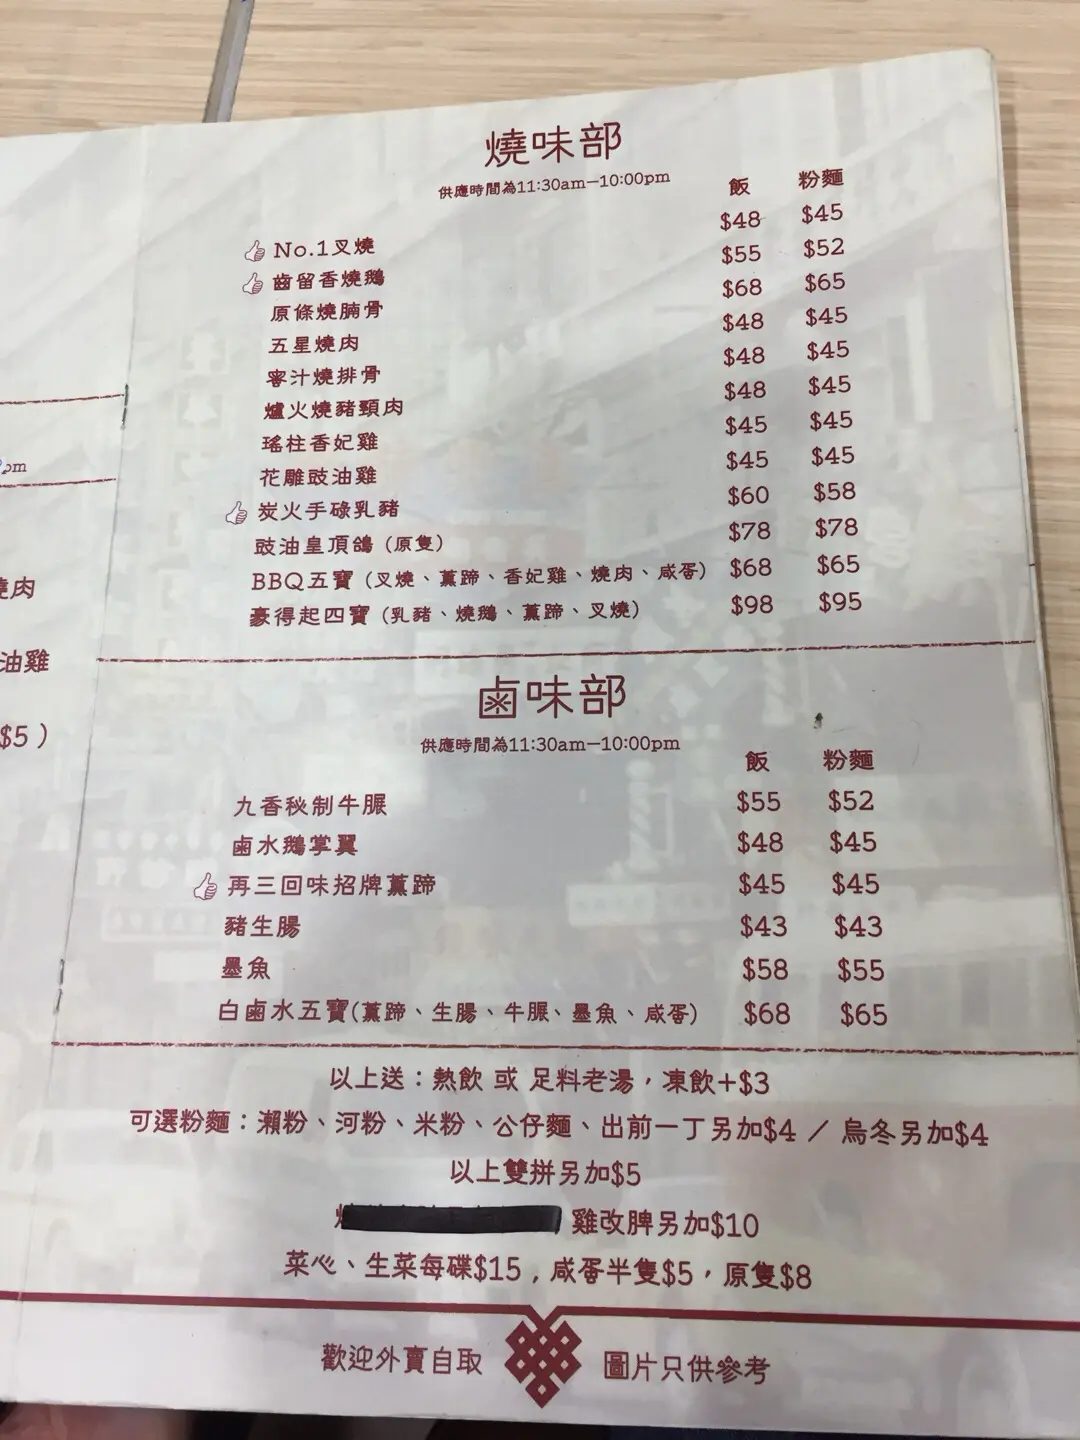 燒味部
供應時間為11:30am—10:00pm
飯 粉麵
No.1叉燒 $48 $45
齒留香燒鵝 $55 $52
原條燒腩骨 $68 $65
五星燒肉 $48 $45
蜜汁燒排骨 $48 $45
爐火燒豬頸肉 $48 $45
瑤柱香妃雞 $45 $45
花雕豉油雞 $45 $45
炭火手碌乳豬 $60 $58
豉油皇頂鴿（原隻） $78 $78
BBQ五寶（叉燒、薰蹄、香妃雞、燒肉、咸蛋） $68 $65
豪得起四寶（乳豬、燒鵝、薰蹄、叉燒） $98 $95
鹵味部
供應時間為11:30am—10:00pm
飯 粉麵
九香秘制牛𦟌 $55 $52
鹵水鵝掌翼 $48 $45
再三回味招牌薰蹄 $45 $45
豬生腸 $43 $43
墨魚 $58 $55
白鹵水五寶(薰蹄、生腸、牛𦟌、墨魚、咸蛋) $68 $65
以上送：熱飲 或 足料老湯，凍飲+$3
可選粉麵：瀨粉、河粉、米粉、公仔麵、出前一丁另加$4 / 烏冬另加$4
以上雙拼另加$5
雞改脾另加$10
菜心、生菜每碟$15，咸蛋半隻$5，原隻$8
歡迎外賣自取 圖片只供參考
pm
燒肉
油雞
$5）